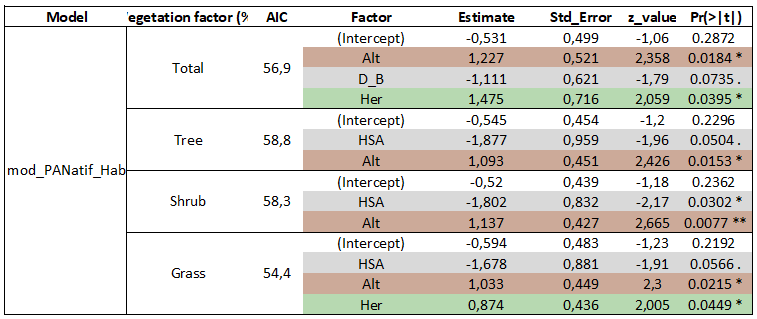 Model egetation factor (% AIC Factor Estimate Std_Error z_value Pr(>|t|)
(Intercept) -0,531 0,499 -1,06 0.2872
Alt 1,227 0,521 2,358 0.0184 *
Total 56,9
D_B -1,111 0,621 -1,79 0.0735 .
Her 1,475 0,716 2,059 0.0395 *
(Intercept) -0,545 0,454 -1,2 0.2296
Tree 58,8 HSA -1,877 0,959 -1,96 0.0504 .
Alt 1,093 0,451 2,426 0.0153 *
mod_PANatif_Hab
(Intercept) -0,52 0,439 -1,18 0.2362
Shrub 58,3 HSA -1,802 0,832 -2,17 0.0302 *
Alt 1,137 0,427 2,665 0.0077 **
(Intercept) -0,594 0,483 -1,23 0.2192
HSA -1,678 0,881 -1,91 0.0566 .
Grass 54,4
Alt 1,033 0,449 2,3 0.0215 *
Her 0,874 0,436 2,005 0.0449 *